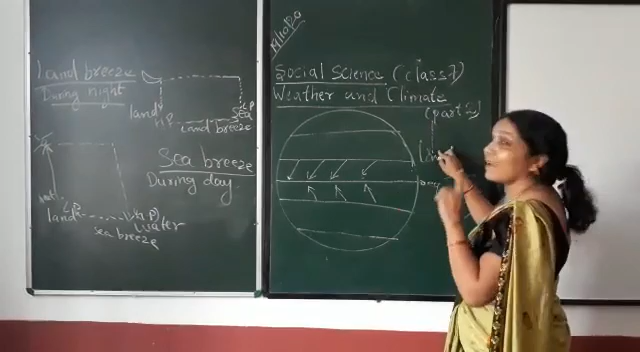 Land breeze
During night
land
HP
LP
Sea
Land breeze
Sea breeze
During day
hot
LP
land
(HP)
Water
sea breeze
Social Science (class 7)
Weather and Climate
(part 2)